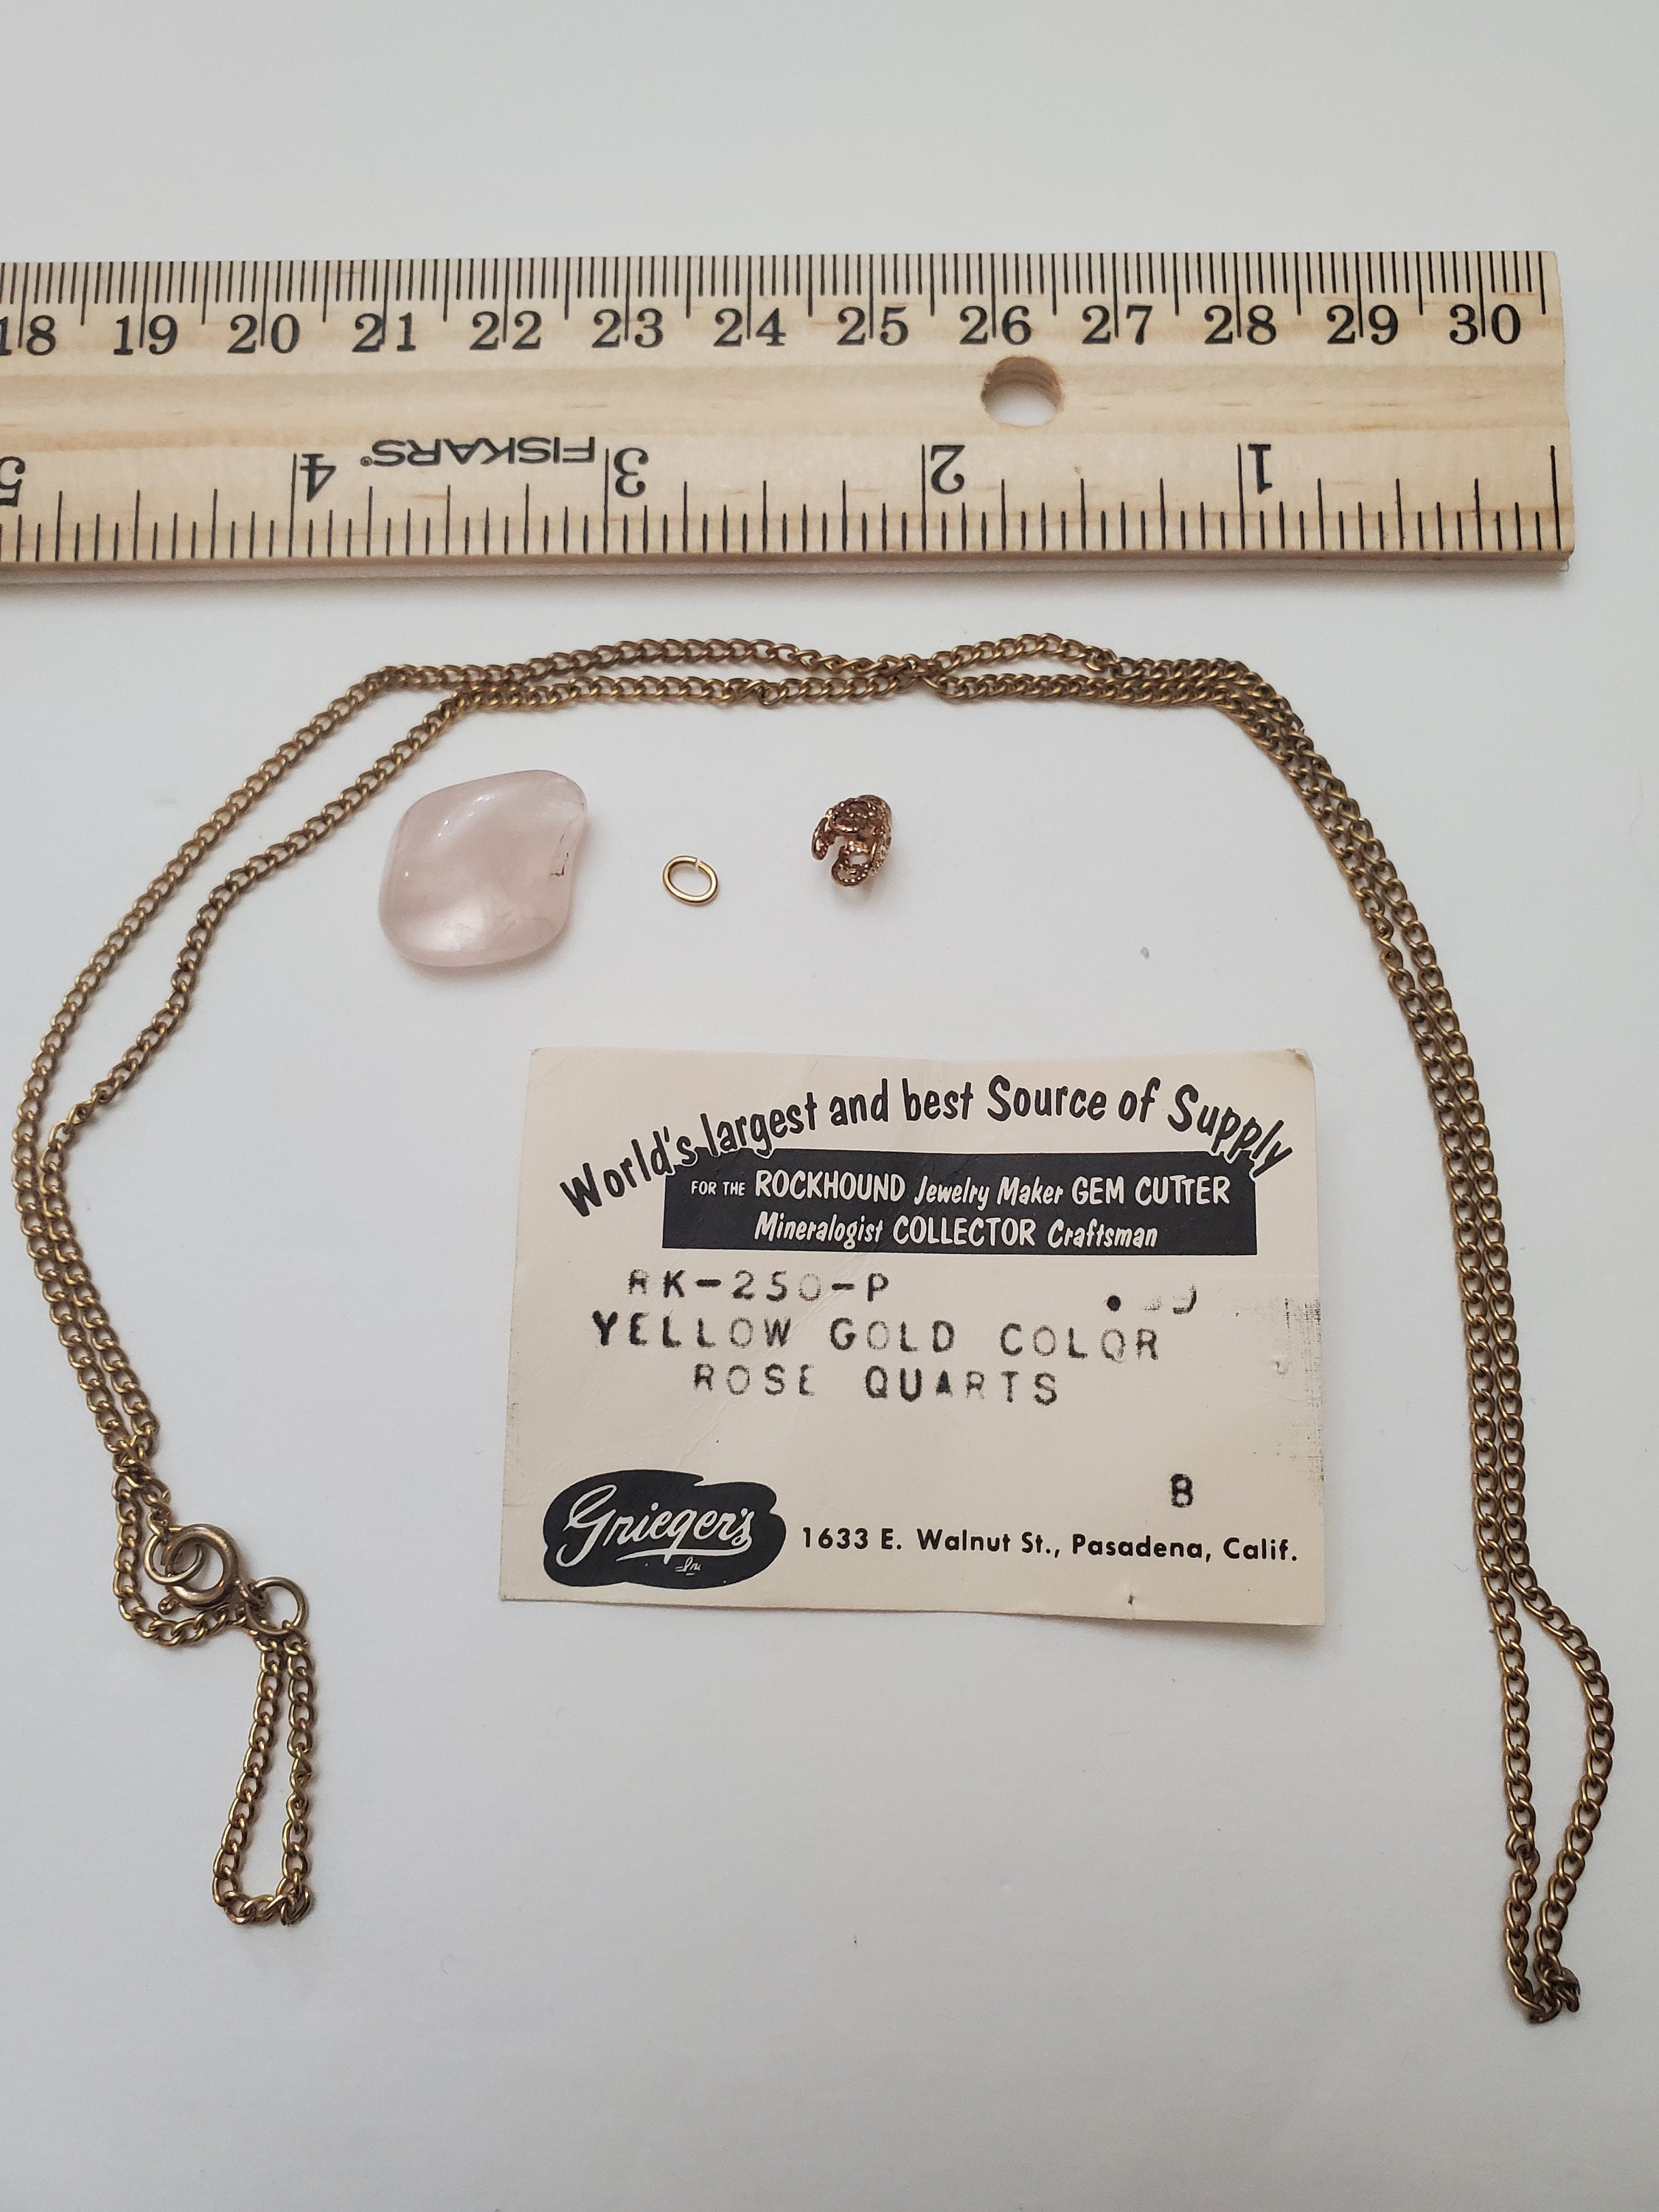 18 19 20 21 22 23 24 25 26 27 28 29 30
5 4 FISKARS® 3 2 1
World's largest and best Source of Supply
FOR THE ROCKHOUND Jewelry Maker GEM CUTTER
Mineralogist COLLECTOR Craftsman
RK-250-P
YELLOW GOLD COLOR
ROSE QUARTS
B
Grieger's Inc
1633 E. Walnut St., Pasadena, Calif.